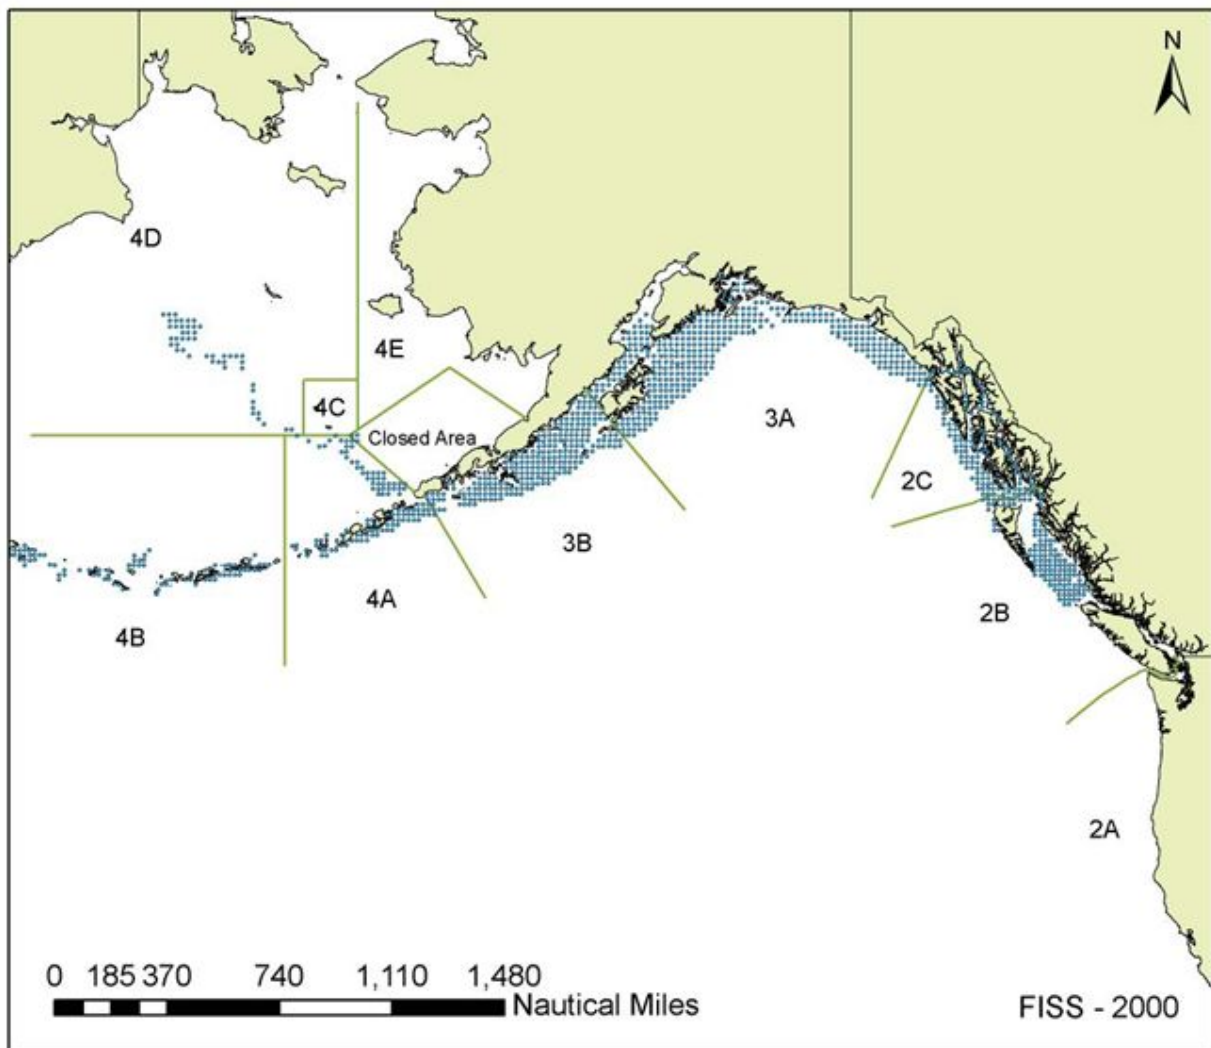 N
4D
4E
4C
Closed Area
3A
2C
3B
4A
2B
4B
2A
0 185 370 740 1,110 1,480
Nautical Miles
FISS - 2000